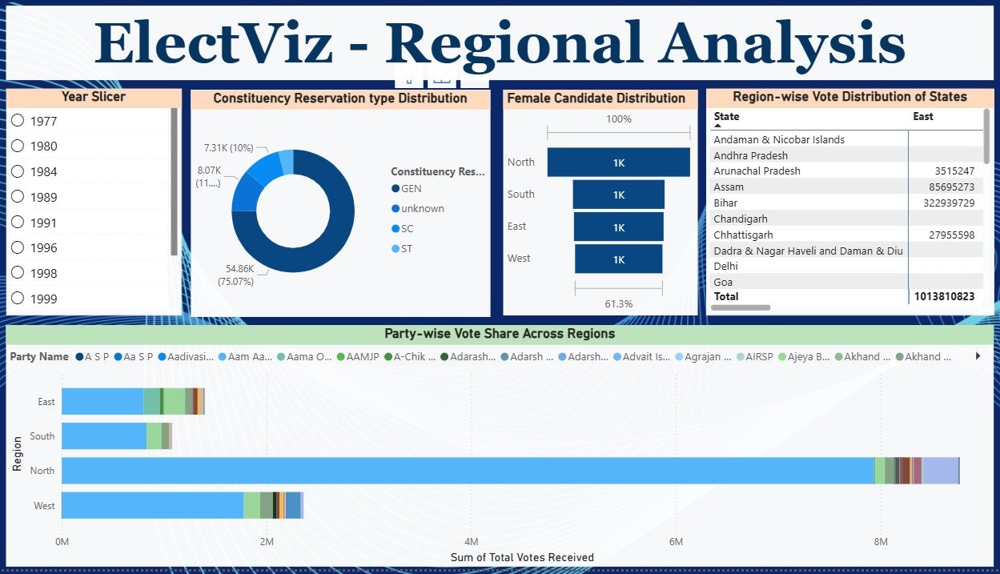 ElectViz - Regional Analysis
Year Slicer
1977
1980
1984
1989
1991
1996
1998
1999
Constituency Reservation type Distribution
7.31K (10%)
8.07K
(11....)
54.86K
(75.07%)
Constituency Res...
GEN
unknown
SC
ST
Female Candidate Distribution
100%
North 1K
South 1K
East 1K
West 1K
61.3%
Region-wise Vote Distribution of States
State East
Andaman & Nicobar Islands
Andhra Pradesh
Arunachal Pradesh 3515247
Assam 85695273
Bihar 322939729
Chandigarh
Chhattisgarh 27955598
Dadra & Nagar Haveli and Daman & Diu
Delhi
Goa
Total 1013810823
Party-wise Vote Share Across Regions
Party Name A S P Aa S P Aadivasi... Aam Aa... Aama O... AAMJP A-Chik ... Adarash... Adarsh ... Adarsh... Advait Is... Agrajan ... AIRSP Ajeya B... Akhand ... Akhand ...
Region
East
South
North
West
0M 2M 4M 6M 8M
Sum of Total Votes Received